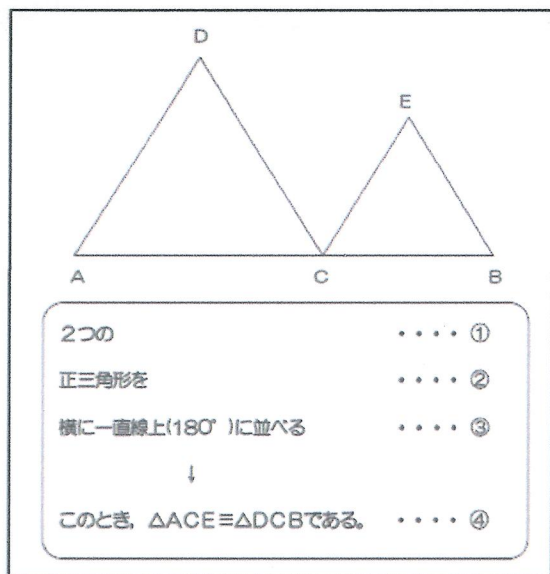 D
E
A
C
B
2つの ・・・・ ①
正三角形を ・・・・ ②
横に一直線上(180°)に並べる ・・・・ ③
↓
このとき，△ACE≡△DCBである。 ・・・・ ④